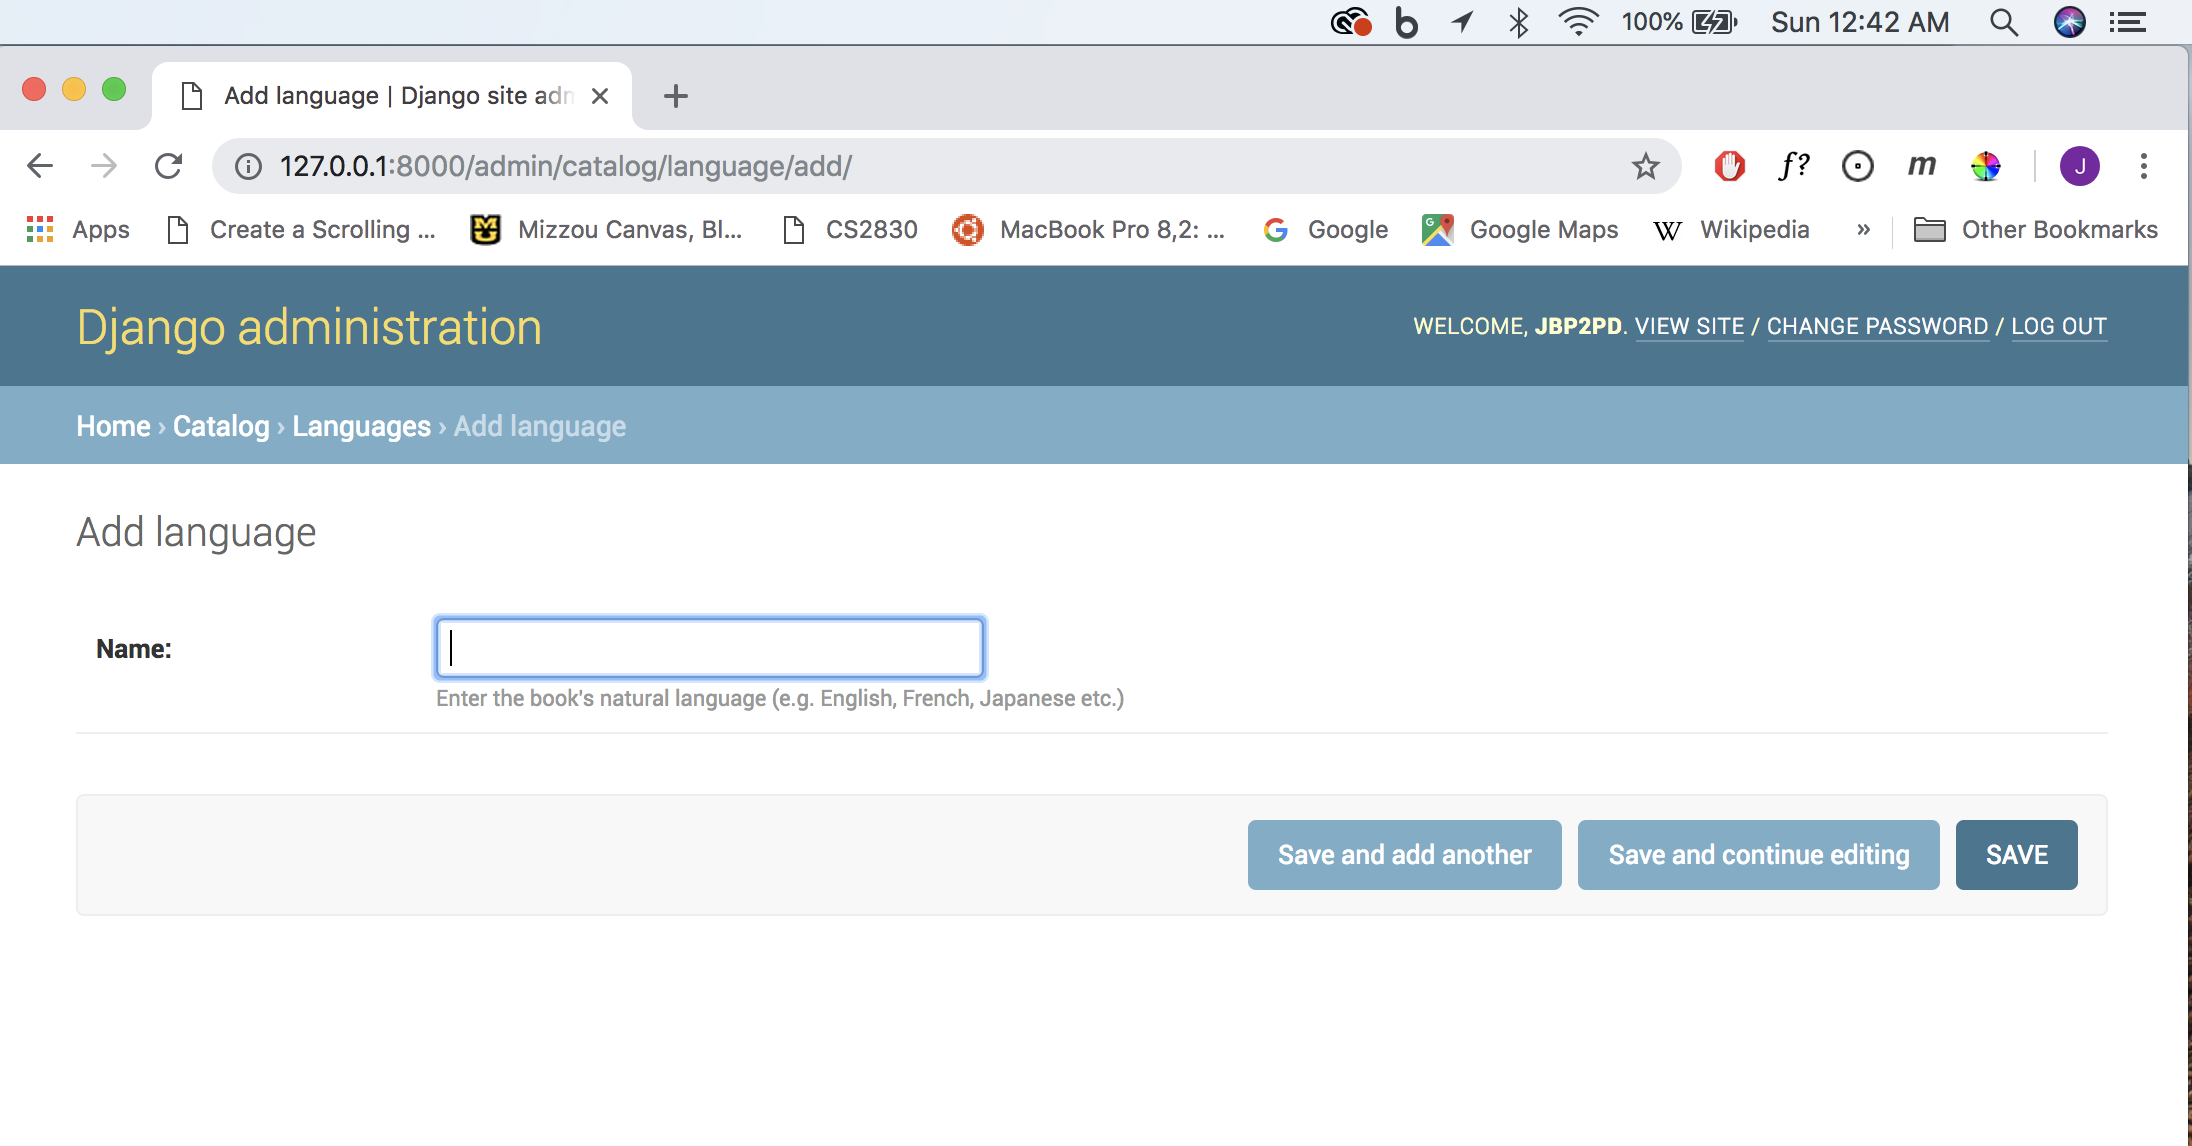 100% Sun 12:42 AM
Add language | Django site adm
127.0.0.1:8000/admin/catalog/language/add/
f? m J
Apps Create a Scrolling ... Mizzou Canvas, Bl... CS2830 MacBook Pro 8,2: ... Google Google Maps W Wikipedia » Other Bookmarks
Django administration WELCOME, JBP2PD. VIEW SITE / CHANGE PASSWORD / LOG OUT
Home › Catalog › Languages › Add language
Add language
Name:
Enter the book's natural language (e.g. English, French, Japanese etc.)
Save and add another Save and continue editing SAVE